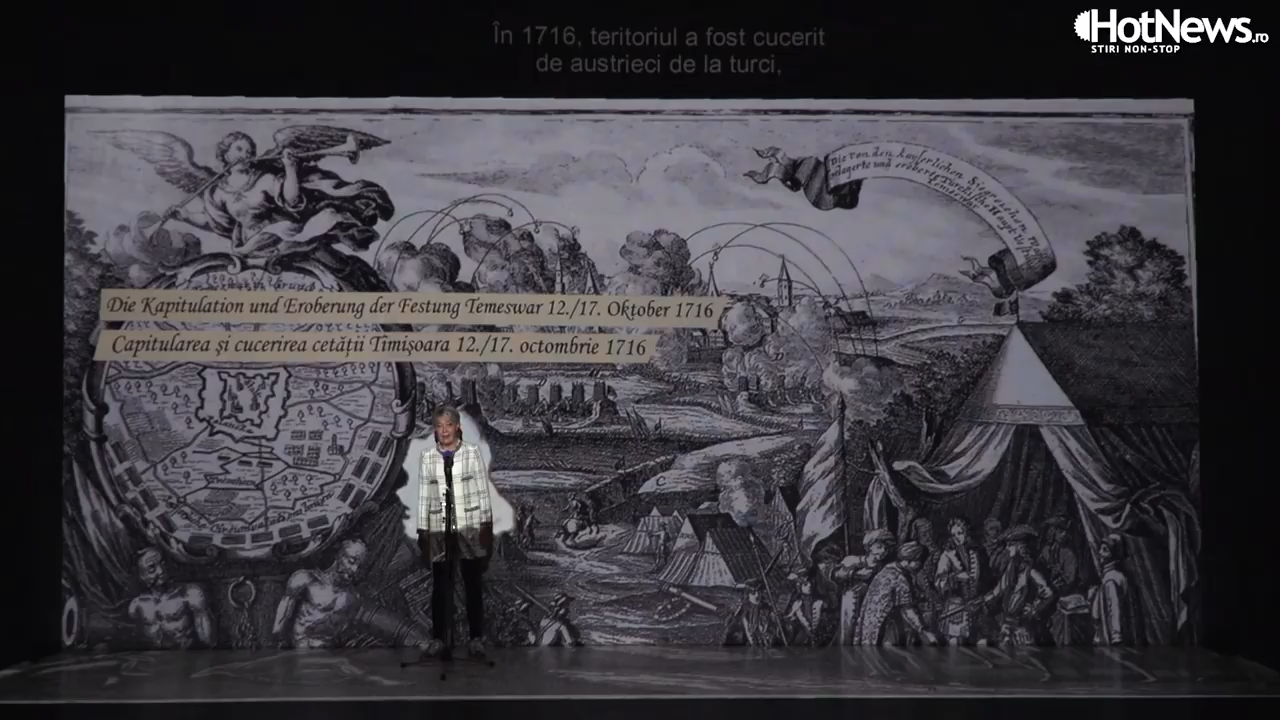 În 1716, teritoriul a fost cucerit
de austrieci de la turci,
HotNews.ro
STIRI NON-STOP
Die Kapitulation und Eroberung der Festung Temeswar 12./17. Oktober 1716
Capitularea și cucerirea cetății Timișoara 12./17. octombrie 1716